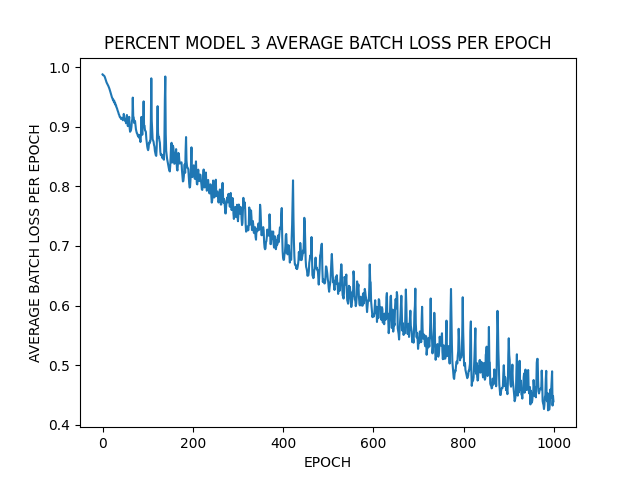 PERCENT MODEL 3 AVERAGE BATCH LOSS PER EPOCH
1.0
0.9
0.8
0.7
0.6
0.5
0.4
AVERAGE BATCH LOSS PER EPOCH
0 200 400 600 800 1000
EPOCH